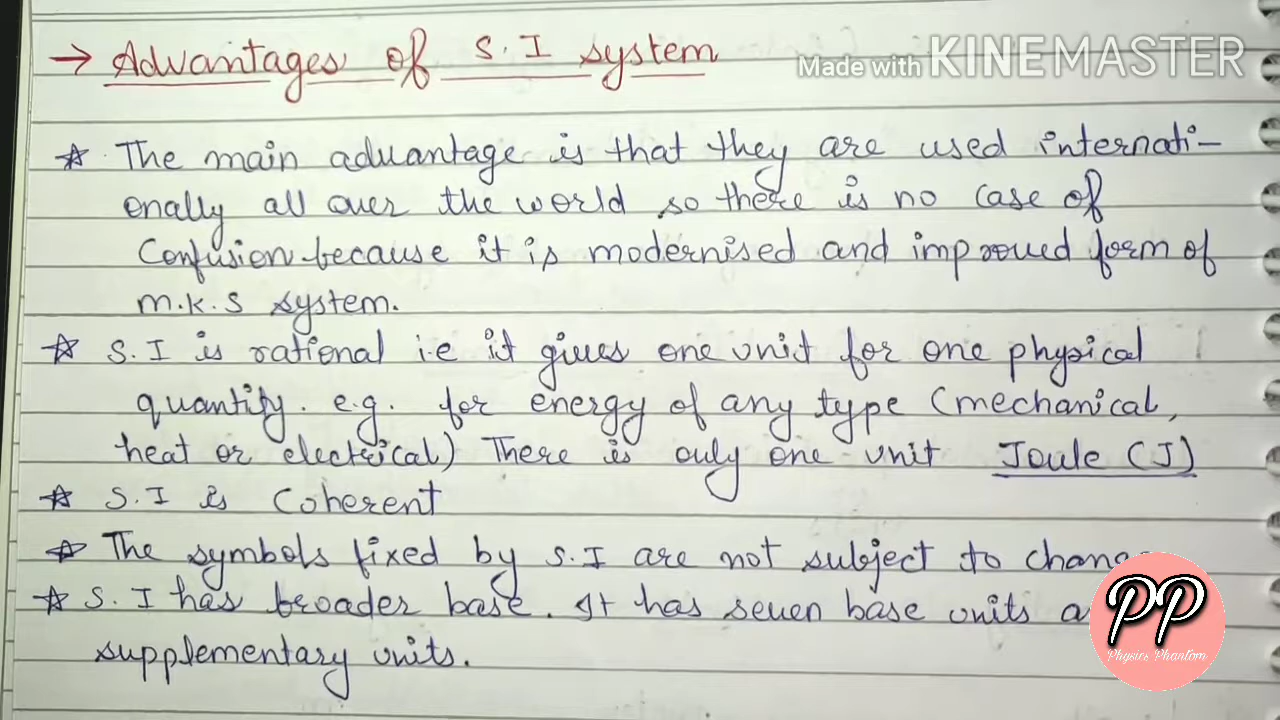 → Advantages of S.I system
Made with KINEMASTER
☆ The main advantage is that they are used internati-
onally all over the world so there is no case of
Confusion because it is modernised and improved form of
m.k.s system.
☆ S.I is rational i.e it gives one unit for one physical
quantity. e.g. for energy of any type (mechanical,
heat or electrical) There is only one unit Joule (J)
☆ S.I is Coherent
☆ The symbols fixed by S.I are not subject to
☆ S.I has broader base. It has seven base units
supplementary units.
PP
Physics Phantom